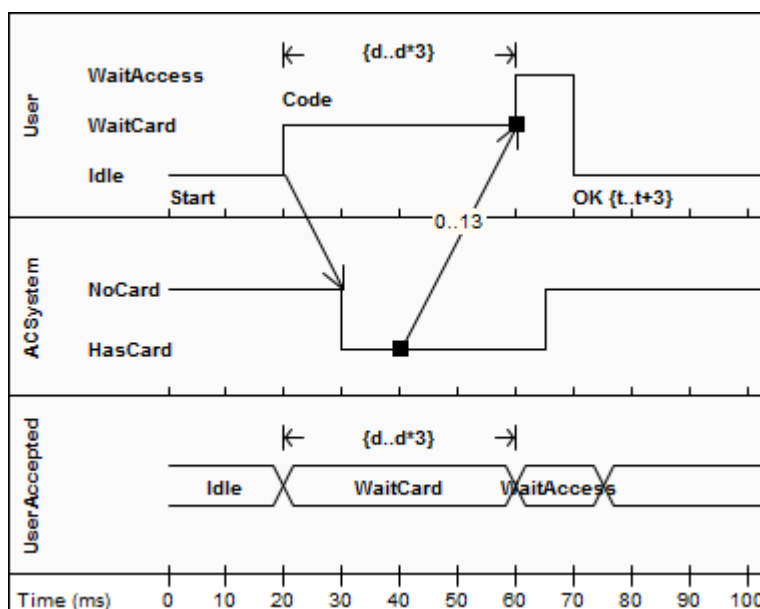 User
{d..d*3}
WaitAccess
Code
WaitCard
Idle
Start
OK {t..t+3}
0..13
ACSystem
NoCard
HasCard
UserAccepted
{d..d*3}
Idle
WaitCard
WaitAccess
Time (ms) 0 10 20 30 40 50 60 70 80 90 100